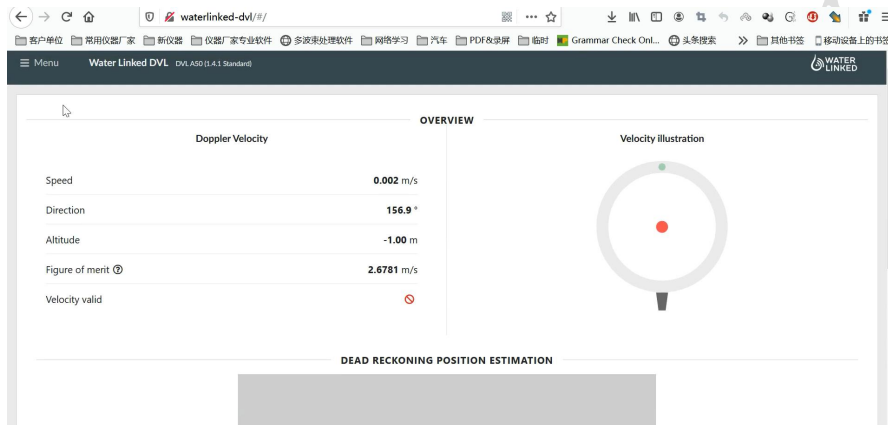 waterlinked-dvl/#/
客户单位 常用仪器厂家 新仪器 仪器厂家专业软件 多波束处理软件 网络学习 汽车 PDF&录屏 临时 Grammar Check Onl... 头条搜索 其他书签 移动设备上的书签
Menu Water Linked DVL DVL A50 (1.4.1 Standard) WATER LINKED
OVERVIEW
Doppler Velocity Velocity illustration
Speed 0.002 m/s
Direction 156.9 °
Altitude -1.00 m
Figure of merit 2.6781 m/s
Velocity valid
DEAD RECKONING POSITION ESTIMATION